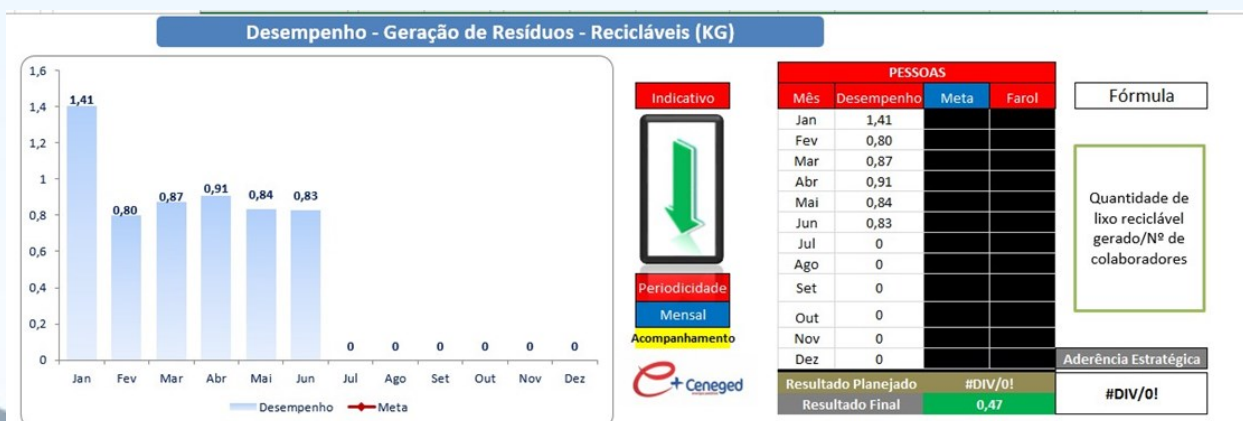 Desempenho - Geração de Resíduos - Recicláveis (KG)
1,6
1,4
1,2
1
0,8
0,6
0,4
0,2
0
1,41
0,80
0,87
0,91
0,84
0,83
0
0
0
0
0
0
Jan Fev Mar Abr Mai Jun Jul Ago Set Out Nov Dez
Desempenho Meta
Indicativo
Periodicidade
Mensal
Acompanhamento
e+ Ceneged
PESSOAS
Mês Desempenho Meta Farol
Jan 1,41
Fev 0,80
Mar 0,87
Abr 0,91
Mai 0,84
Jun 0,83
Jul 0
Ago 0
Set 0
Out 0
Nov 0
Dez 0
Resultado Planejado #DIV/0!
Resultado Final 0,47
Fórmula
Quantidade de
lixo reciclável
gerado/Nº de
colaboradores
Aderência Estratégica
#DIV/0!